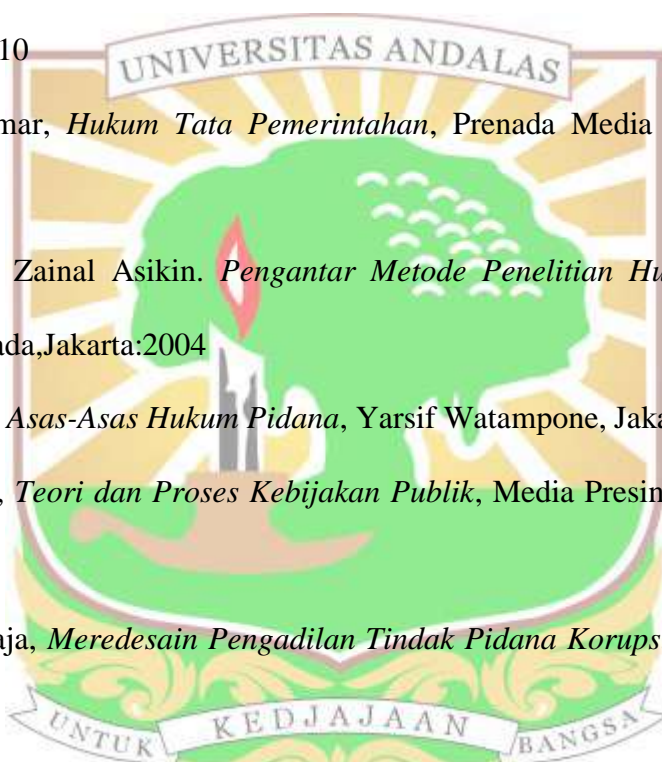 10
UNIVERSITAS ANDALAS
mar, Hukum Tata Pemerintahan, Prenada Media
Zainal Asikin. Pengantar Metode Penelitian Hu
ada,Jakarta:2004
Asas-Asas Hukum Pidana, Yarsif Watampone, Jaka
, Teori dan Proses Kebijakan Publik, Media Presin
aja, Meredesain Pengadilan Tindak Pidana Korups
UNTUK KEDJAJAAN BANGSA